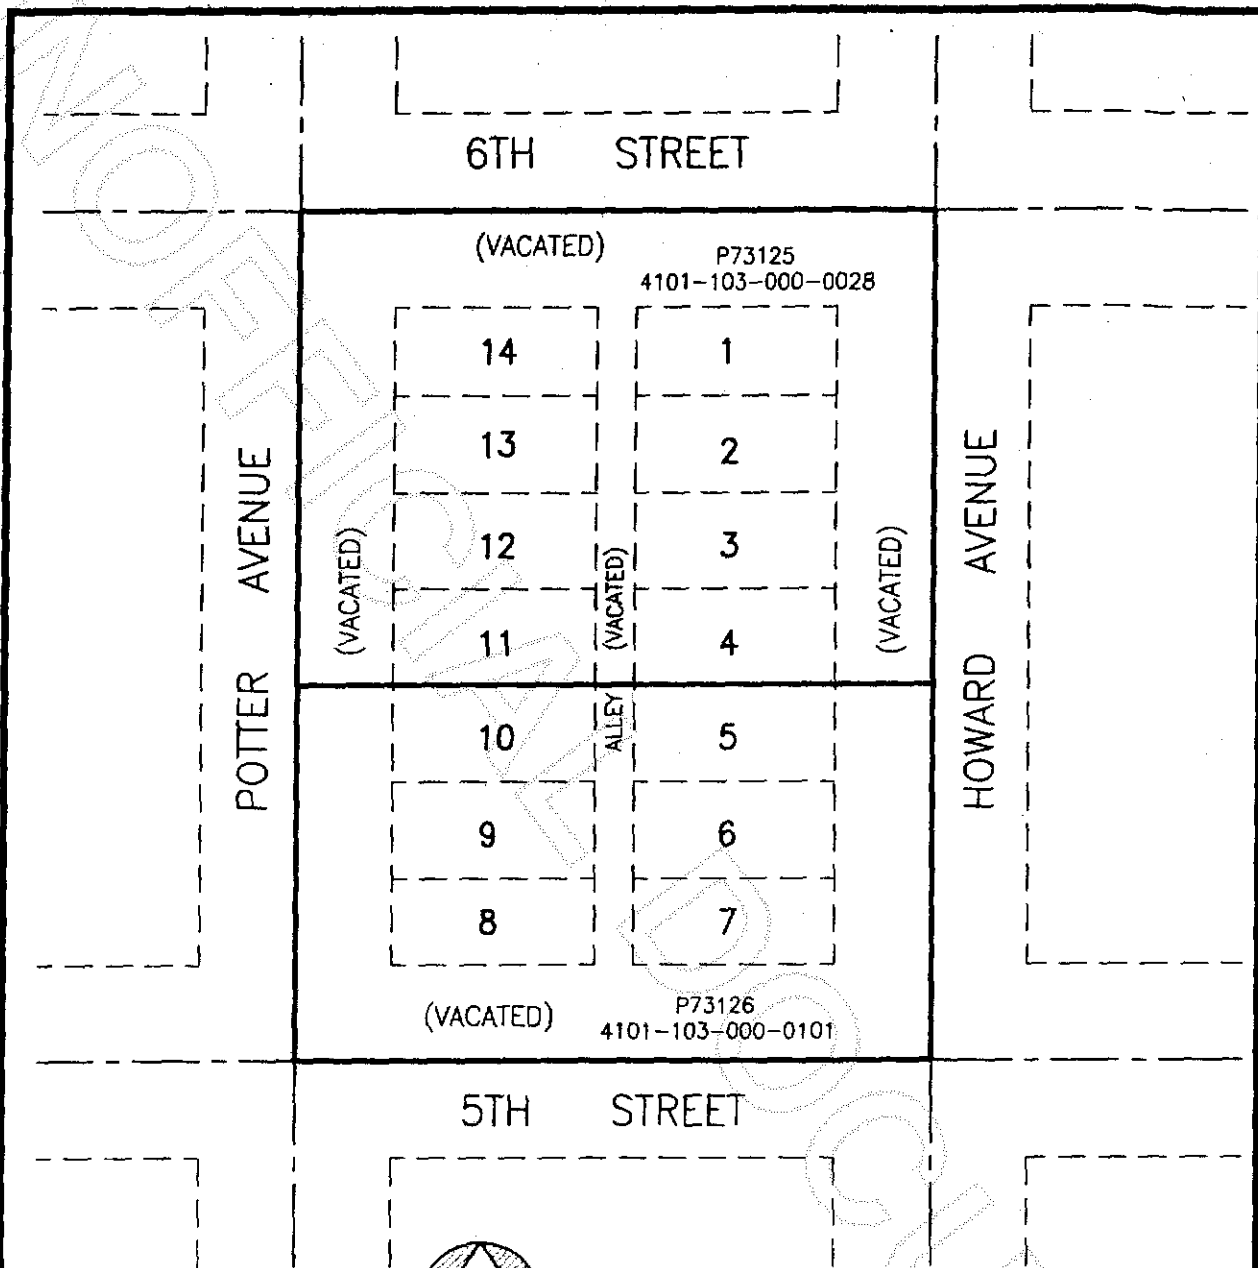 6TH STREET
(VACATED)
P73125
4101-103-000-0028
14
1
13
2
12
3
11
4
10
5
9
6
8
7
(VACATED)
ALLEY (VACATED)
(VACATED)
POTTER AVENUE
HOWARD AVENUE
(VACATED)
P73126
4101-103-000-0101
5TH STREET
UNOFFICIAL DOC